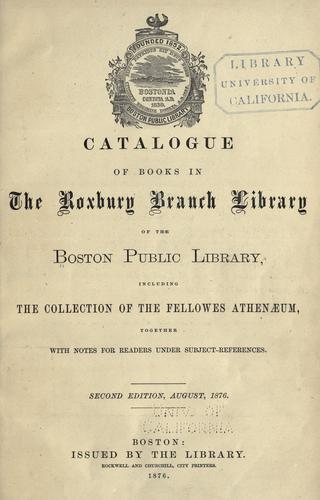 FOUNDED 1852
BOSTONIA
CONDITA A.D.
1630.
BOSTON PUBLIC LIBRARY
LIBRARY
UNIVERSITY OF
CALIFORNIA.
CATALOGUE
OF BOOKS IN
The Roxbury Branch Library
OF THE
BOSTON PUBLIC LIBRARY,
INCLUDING
THE COLLECTION OF THE FELLOWES ATHENÆUM,
TOGETHER
WITH NOTES FOR READERS UNDER SUBJECT-REFERENCES.
SECOND EDITION, AUGUST, 1876.
UNIV. OF
CALIFORNIA
BOSTON:
ISSUED BY THE LIBRARY.
ROCKWELL AND CHURCHILL, CITY PRINTERS.
1876.